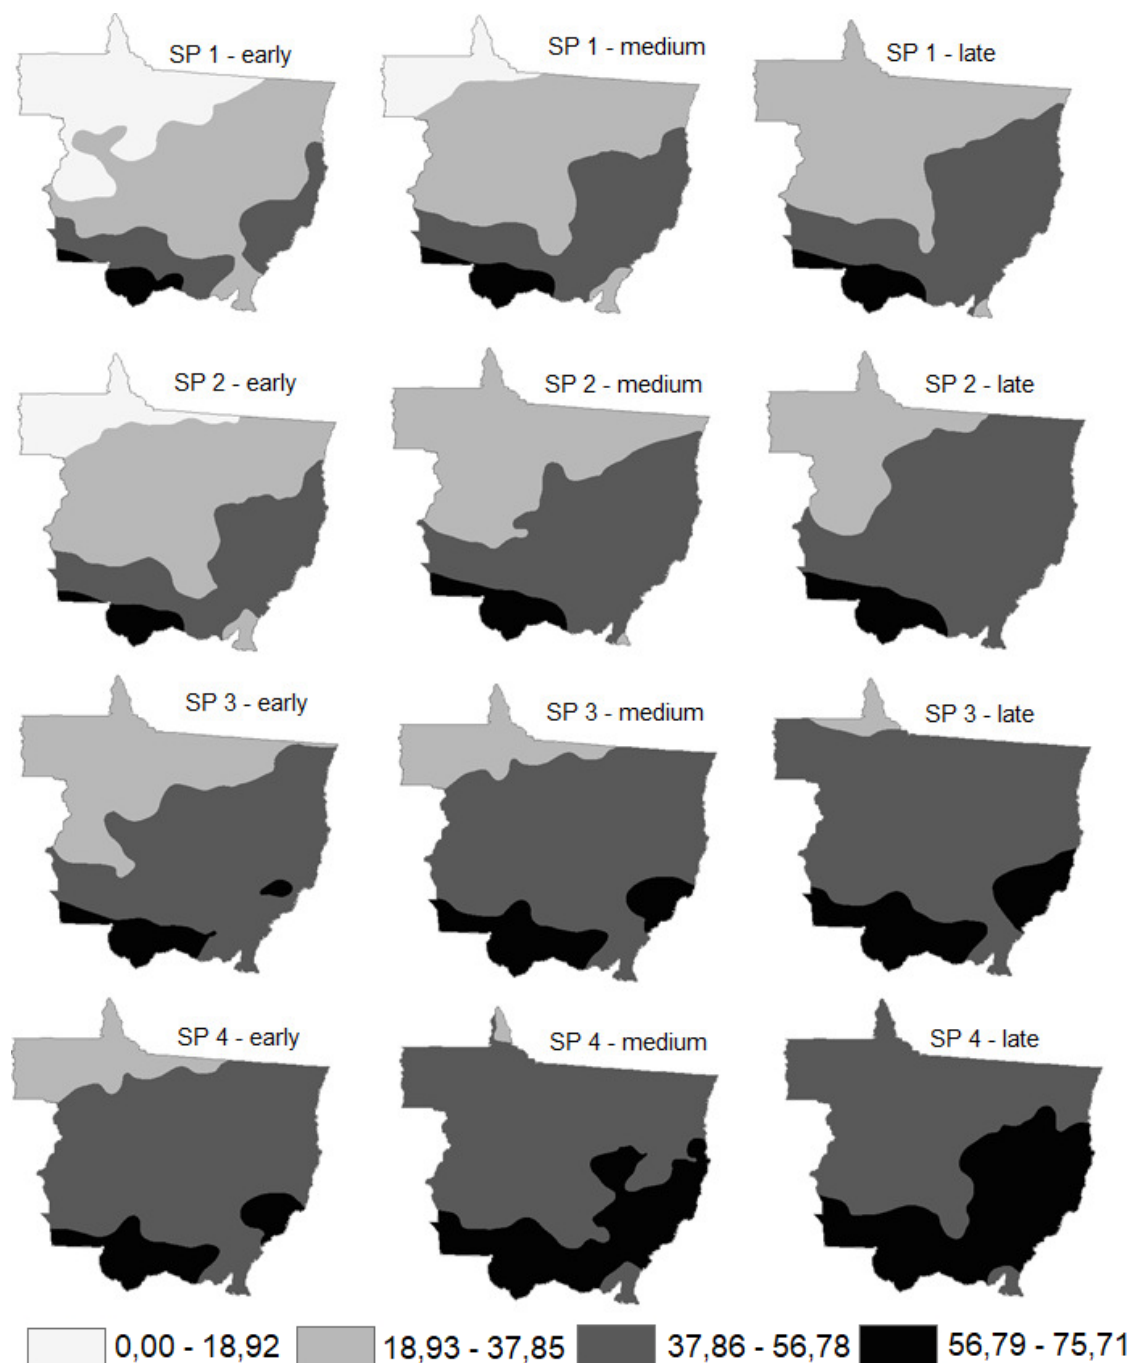 SP 1 - early
SP 1 - medium
SP 1 - late
SP 2 - early
SP 2 - medium
SP 2 - late
SP 3 - early
SP 3 - medium
SP 3 - late
SP 4 - early
SP 4 - medium
SP 4 - late
0,00 - 18,92
18,93 - 37,85
37,86 - 56,78
56,79 - 75,71